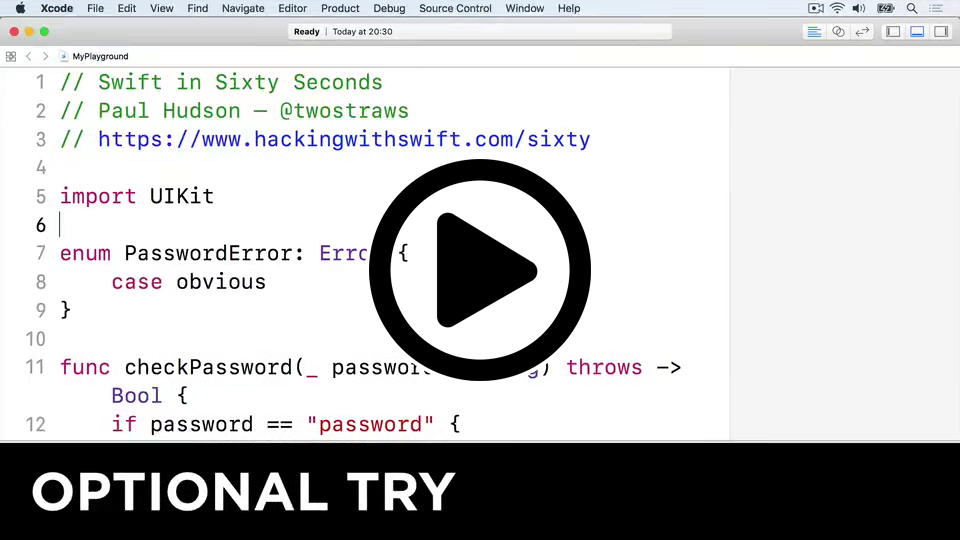 Xcode File Edit View Find Navigate Editor Product Debug Source Control Window Help
Ready | Today at 20:30
MyPlayground
1 // Swift in Sixty Seconds
2 // Paul Hudson — @twostraws
3 // https://www.hackingwithswift.com/sixty
4
5 import UIKit
6
7 enum PasswordError: Erro {
8 case obvious
9 }
10
11 func checkPassword(_ passwor g) throws ->
Bool {
12 if password == "password" {
OPTIONAL TRY